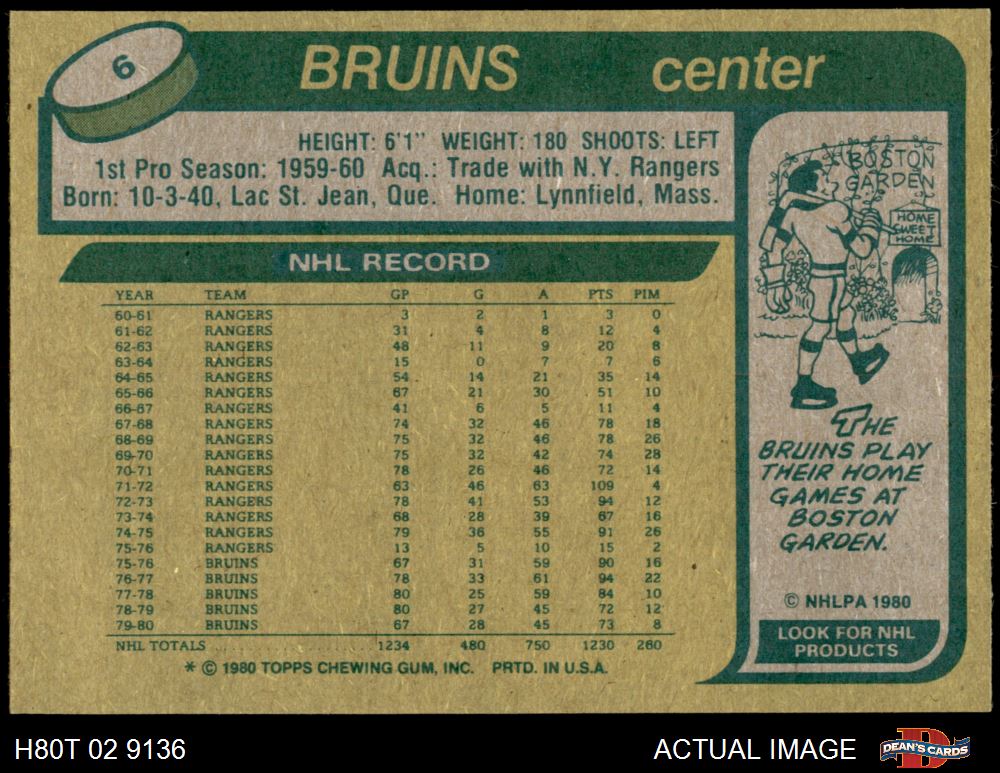 6
BRUINS center
HEIGHT: 6'1" WEIGHT: 180 SHOOTS: LEFT
1st Pro Season: 1959-60 Acq.: Trade with N.Y. Rangers
Born: 10-3-40, Lac St. Jean, Que. Home: Lynnfield, Mass.
NHL RECORD
YEAR TEAM GP G A PTS PIM
60-61 RANGERS 3 2 1 3 0
61-62 RANGERS 31 4 8 12 4
62-63 RANGERS 48 11 9 20 8
63-64 RANGERS 15 0 7 7 6
64-65 RANGERS 54 14 21 35 14
65-66 RANGERS 67 21 30 51 10
66-67 RANGERS 41 6 5 11 4
67-68 RANGERS 74 32 46 78 18
68-69 RANGERS 75 32 46 78 26
69-70 RANGERS 75 32 42 74 28
70-71 RANGERS 78 26 46 72 14
71-72 RANGERS 63 46 63 109 4
72-73 RANGERS 78 41 53 94 12
73-74 RANGERS 68 28 39 67 16
74-75 RANGERS 79 36 55 91 26
75-76 RANGERS 13 5 10 15 2
75-76 BRUINS 67 31 59 90 16
76-77 BRUINS 78 33 61 94 22
77-78 BRUINS 80 25 59 84 10
78-79 BRUINS 80 27 45 72 12
79-80 BRUINS 67 28 45 73 8
NHL TOTALS 1234 480 750 1230 260
* © 1980 TOPPS CHEWING GUM, INC. PRTD. IN U.S.A.
BOSTON
GARDEN
HOME
SWEET
HOME
THE
BRUINS PLAY
THEIR HOME
GAMES AT
BOSTON
GARDEN.
© NHLPA 1980
LOOK FOR NHL
PRODUCTS
H80T 02 9136 ACTUAL IMAGE DEAN'S CARDS